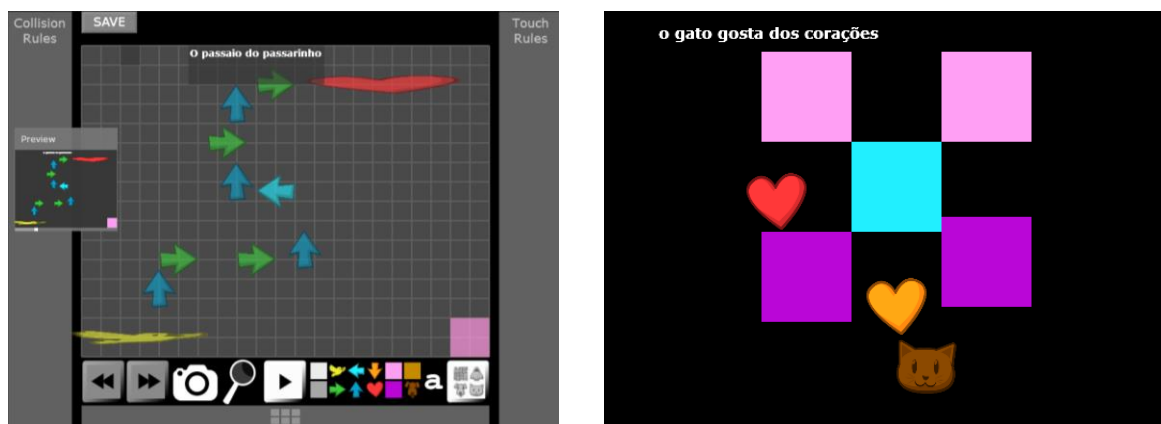 Collision
Rules
SAVE
Touch
Rules
O passaio do passarinho
Preview
a
o gato gosta dos corações